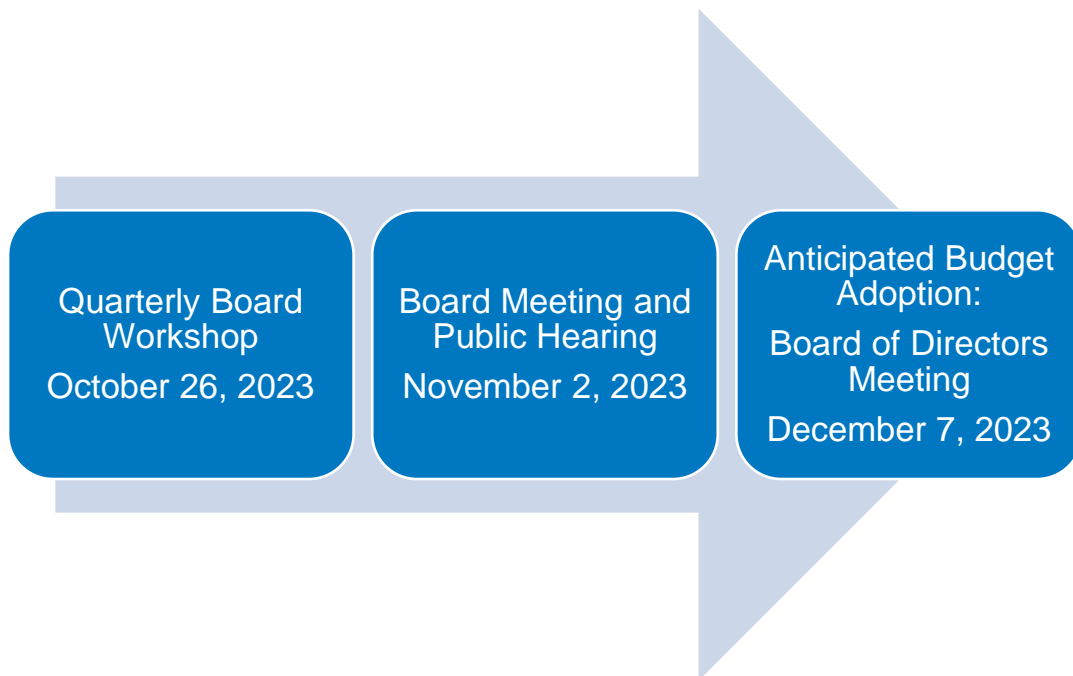 Quarterly Board
Workshop
October 26, 2023
Board Meeting and
Public Hearing
November 2, 2023
Anticipated Budget
Adoption:
Board of Directors
Meeting
December 7, 2023